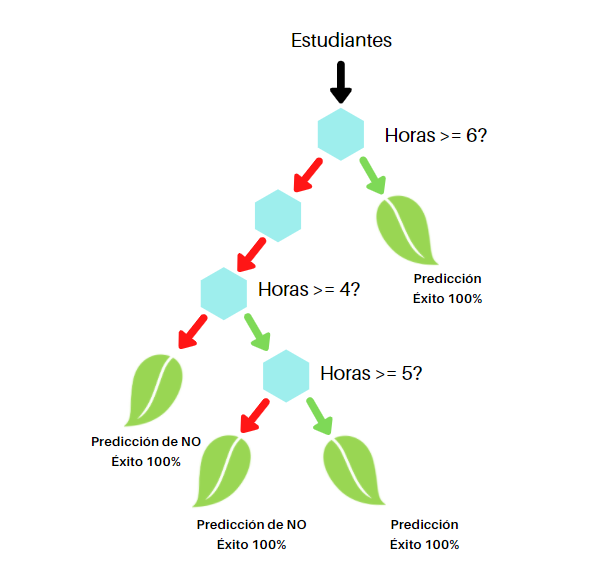 Estudiantes
Horas >= 6?
Predicción
Éxito 100%
Horas >= 4?
Horas >= 5?
Predicción de NO
Éxito 100%
Predicción de NO
Éxito 100%
Predicción
Éxito 100%